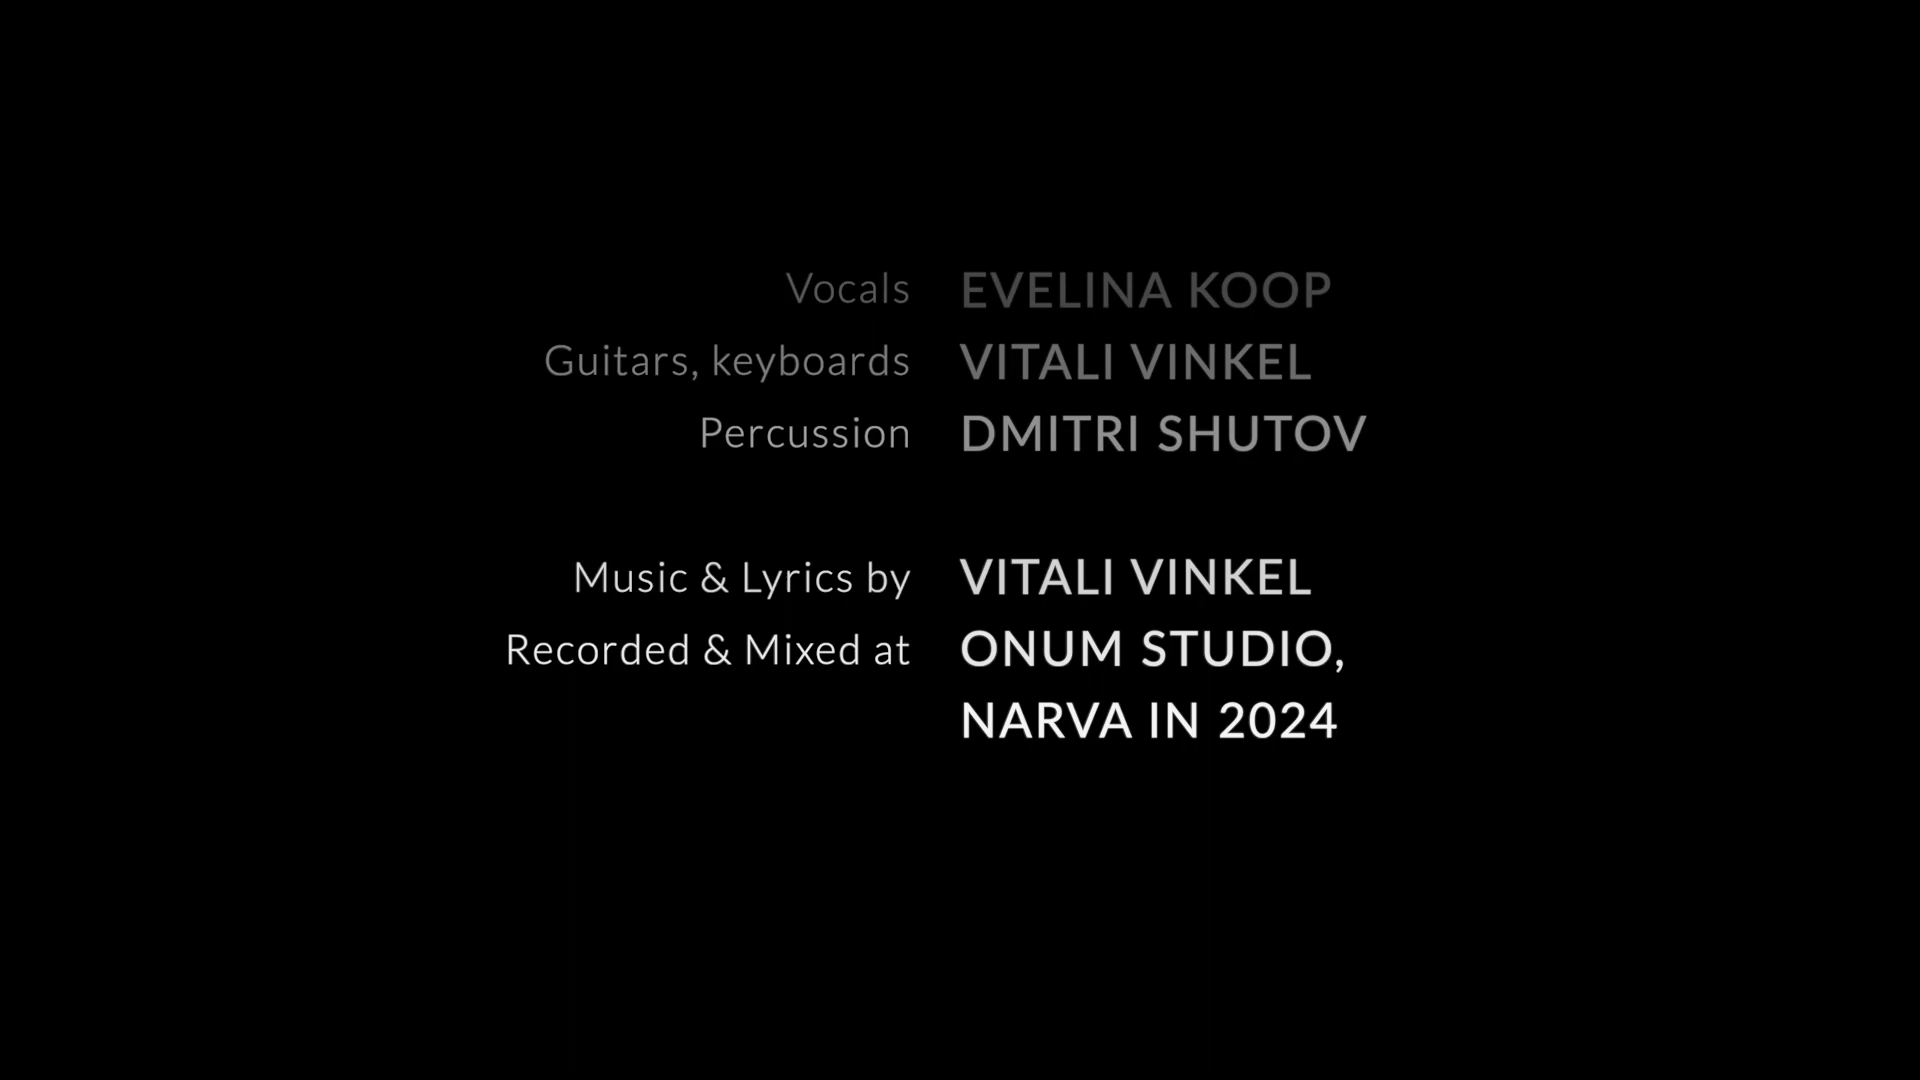 Vocals EVELINA KOOP
Guitars, keyboards VITALI VINKEL
Percussion DMITRI SHUTOV
Music & Lyrics by VITALI VINKEL
Recorded & Mixed at ONUM STUDIO,
NARVA IN 2024